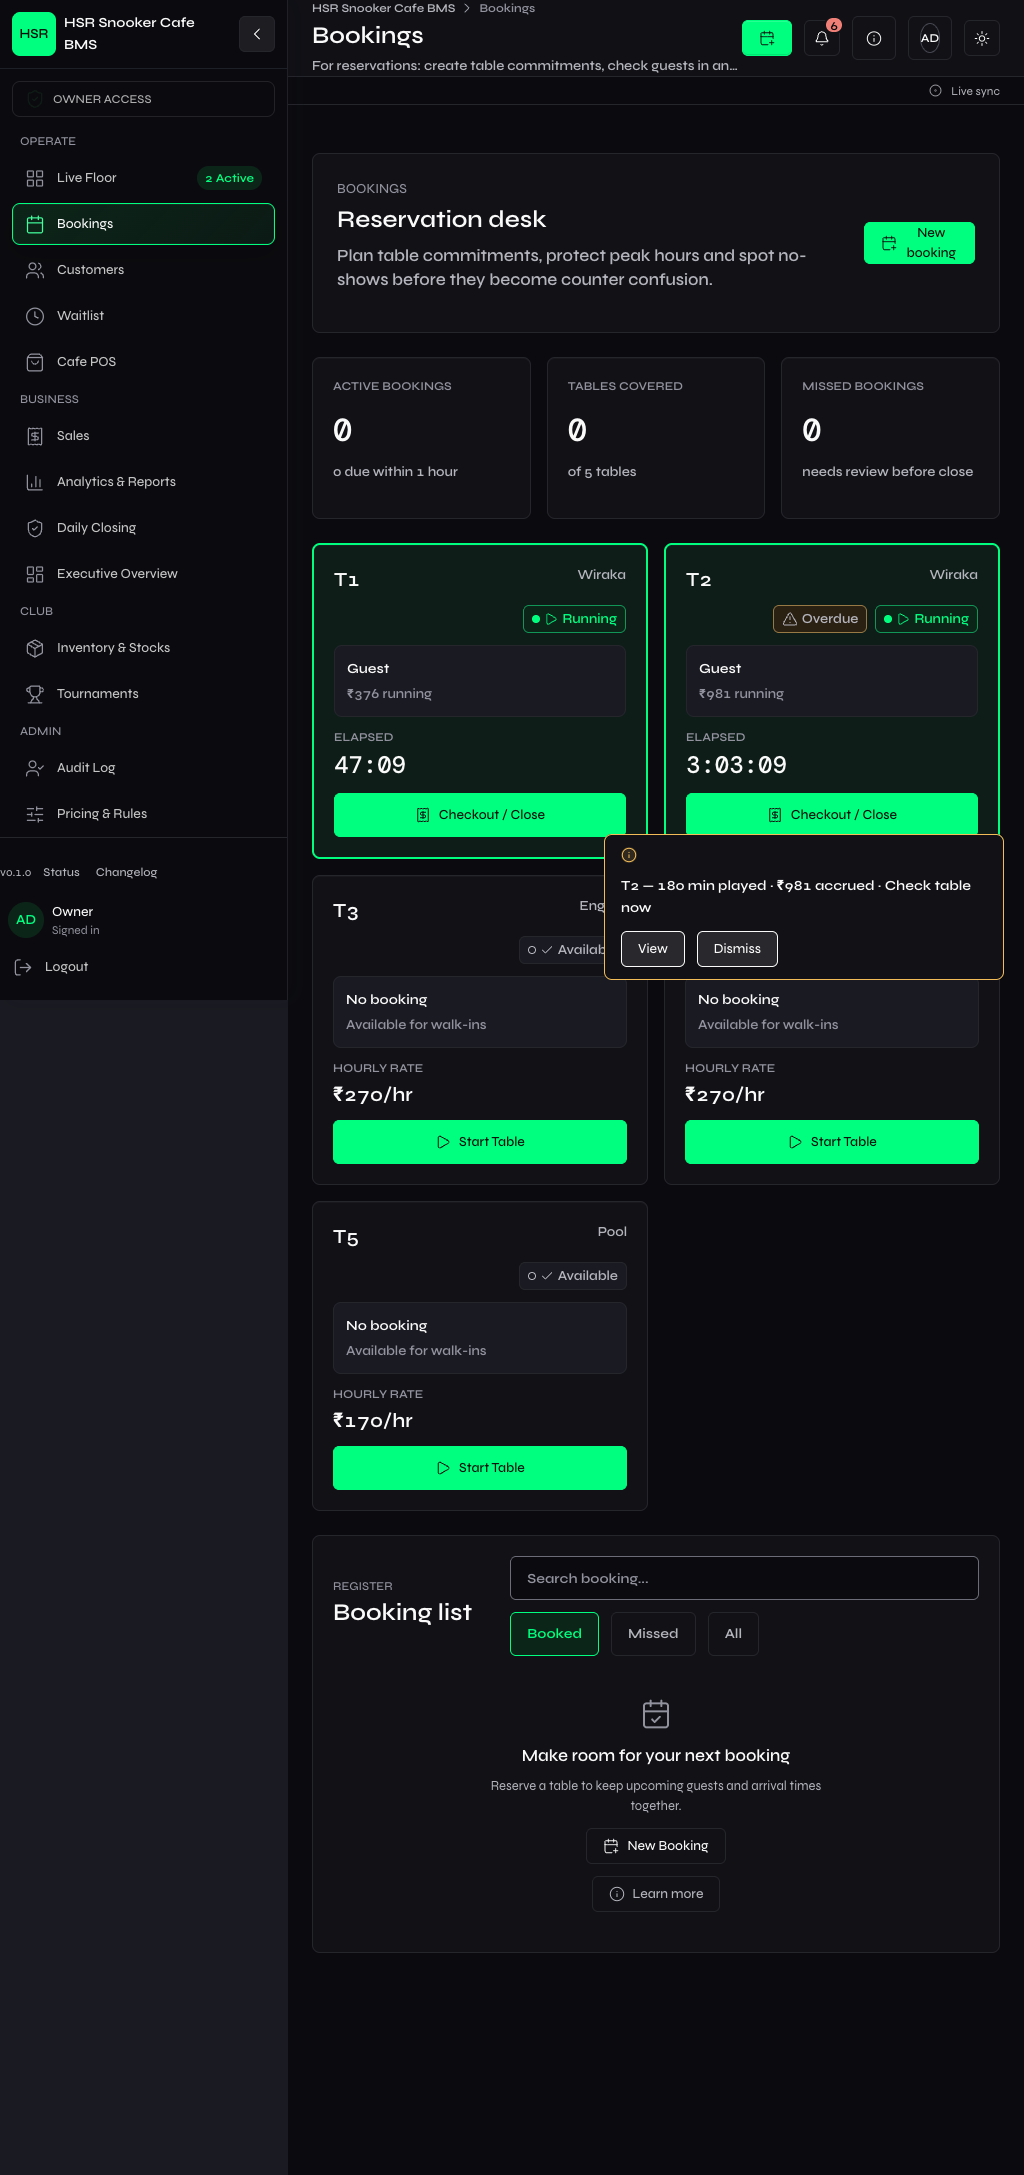 HSR
HSR Snooker Cafe
BMS
OWNER ACCESS
OPERATE
Live Floor
2 Active
Bookings
Customers
Waitlist
Cafe POS
BUSINESS
Sales
Analytics & Reports
Daily Closing
Executive Overview
CLUB
Inventory & Stocks
Tournaments
ADMIN
Audit Log
Pricing & Rules
v0.1.0 Status Changelog
AD
Owner
Signed in
Logout
HSR Snooker Cafe BMS > Bookings
Bookings
For reservations: create table commitments, check guests in an...
6
AD
Live sync
BOOKINGS
Reservation desk
Plan table commitments, protect peak hours and spot no-
shows before they become counter confusion.
New
booking
ACTIVE BOOKINGS
0
0 due within 1 hour
TABLES COVERED
0
of 5 tables
MISSED BOOKINGS
0
needs review before close
T1
Wiraka
Running
Guest
₹376 running
ELAPSED
47:09
Checkout / Close
T2
Wiraka
Overdue
Running
Guest
₹981 running
ELAPSED
3:03:09
Checkout / Close
T2 — 180 min played · ₹981 accrued · Check table
now
View
Dismiss
T3
Eng
Availab
No booking
Available for walk-ins
HOURLY RATE
₹270/hr
Start Table
No booking
Available for walk-ins
HOURLY RATE
₹270/hr
Start Table
T5
Pool
Available
No booking
Available for walk-ins
HOURLY RATE
₹170/hr
Start Table
REGISTER
Booking list
Search booking...
Booked
Missed
All
Make room for your next booking
Reserve a table to keep upcoming guests and arrival times
together.
New Booking
Learn more